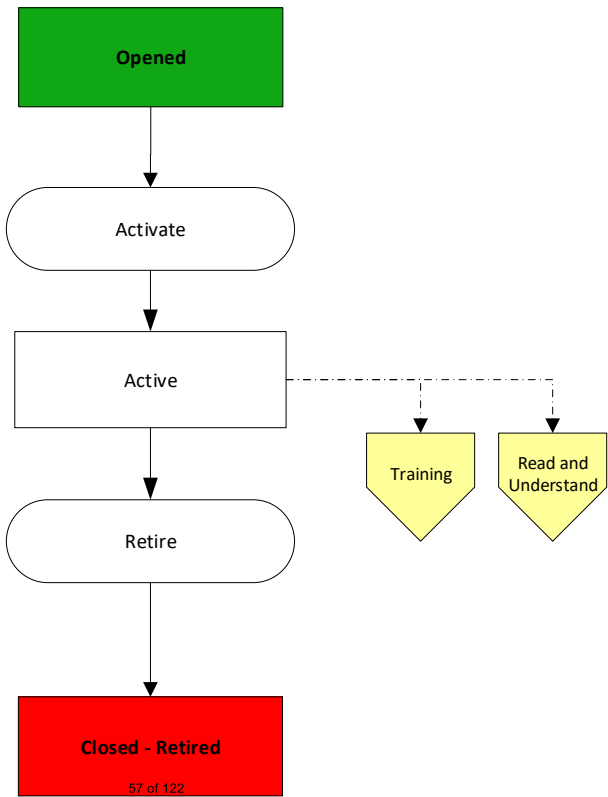 Opened
Activate
Active
Training
Read and
Understand
Retire
Closed - Retired
57 of 122